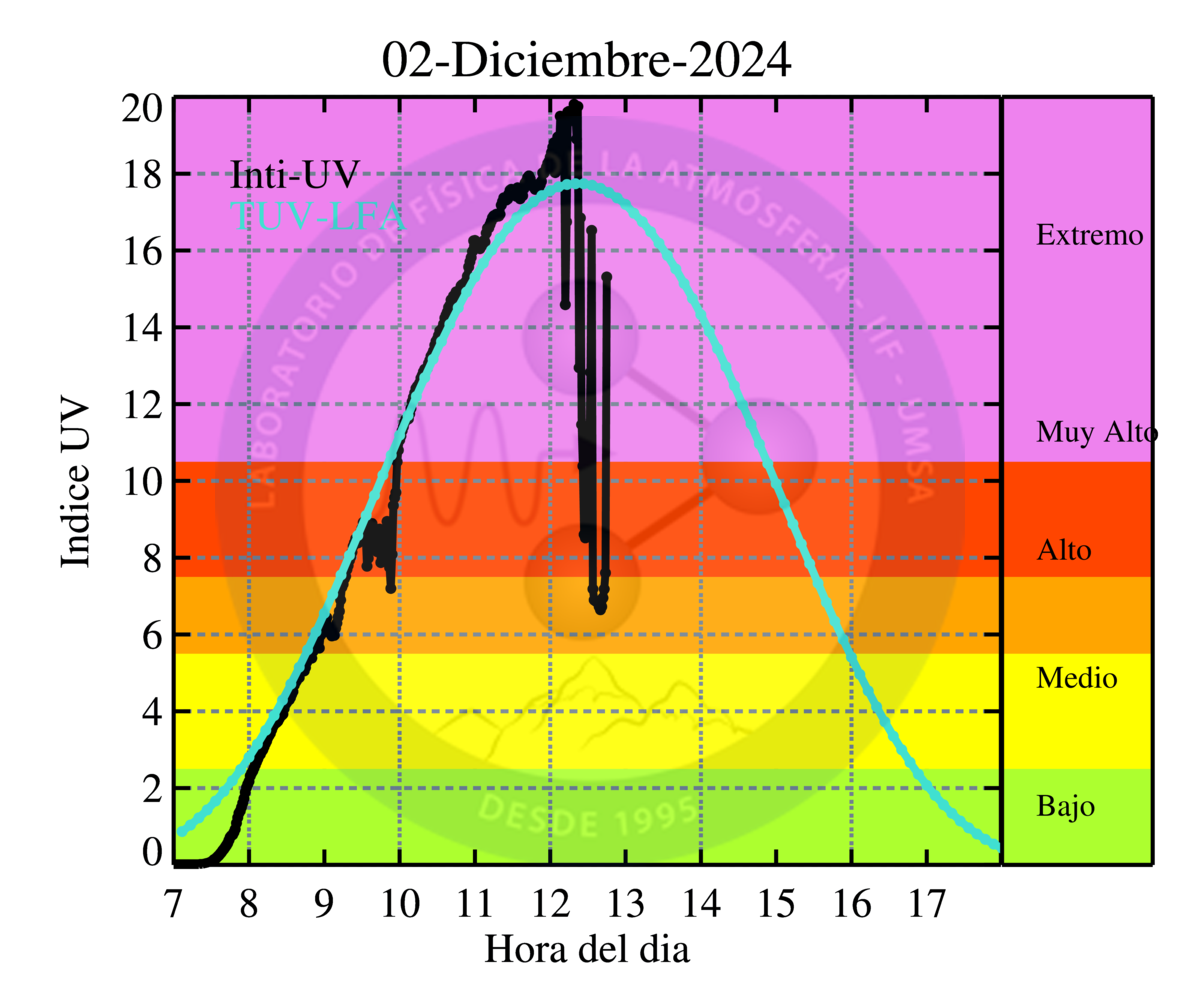 02-Diciembre-2024
Indice UV
20
18
16
14
12
10
8
6
4
2
0
Inti-UV
TUV-LFA
LABORATORIO DE FÍSICA DE LA ATMÓSFERA - IIF - UMSA
DESDE 1995
Extremo
Muy Alto
Alto
Medio
Bajo
7 8 9 10 11 12 13 14 15 16 17
Hora del dia